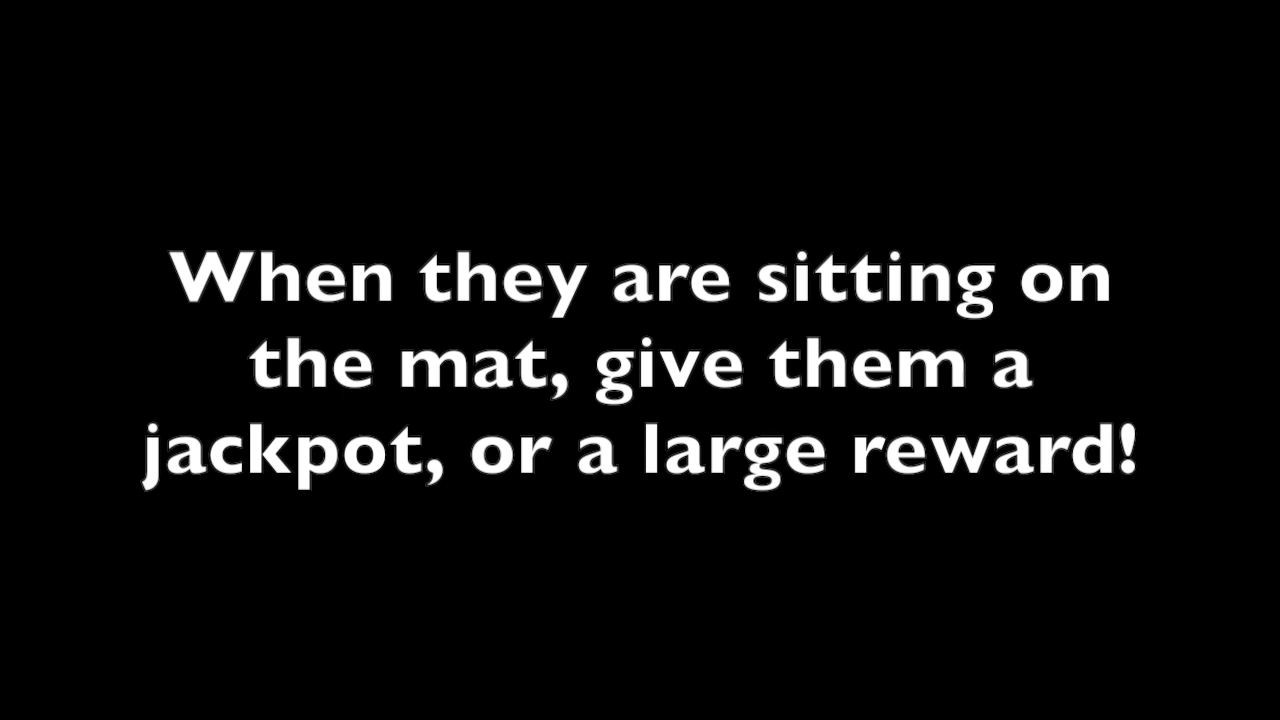 When they are sitting on
the mat, give them a
jackpot, or a large reward!